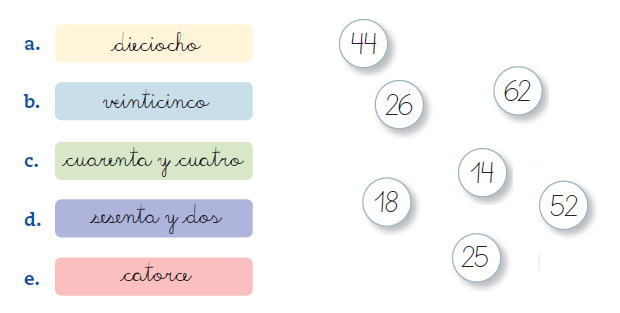 a. dieciocho
b. veinticinco
c. cuarenta y cuatro
d. sesenta y dos
e. catorce
44
62
26
14
18
52
25